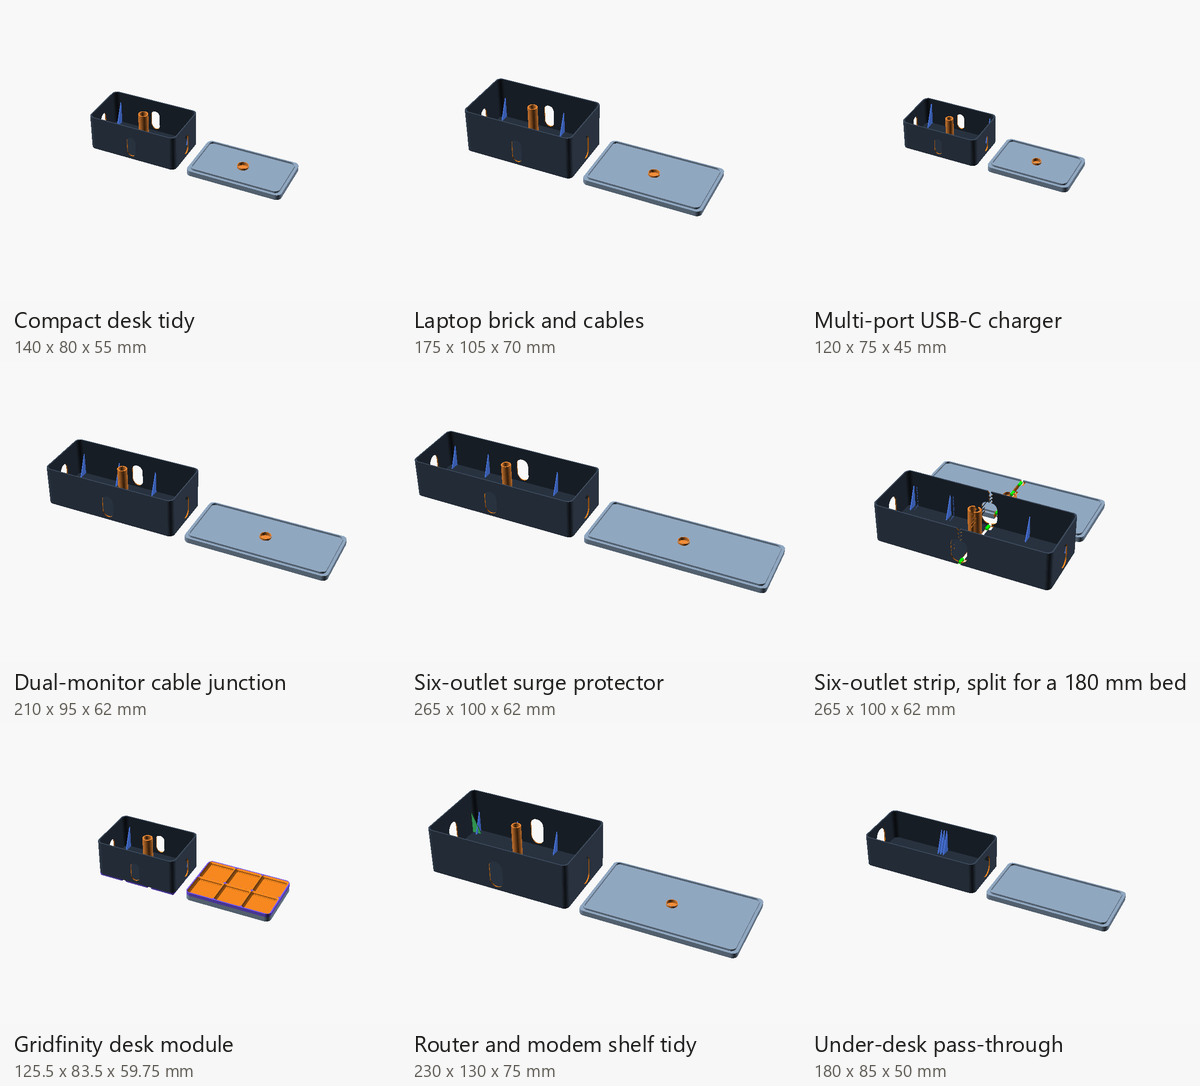 Compact desk tidy
140 x 80 x 55 mm
Laptop brick and cables
175 x 105 x 70 mm
Multi-port USB-C charger
120 x 75 x 45 mm
Dual-monitor cable junction
210 x 95 x 62 mm
Six-outlet surge protector
265 x 100 x 62 mm
Six-outlet strip, split for a 180 mm bed
265 x 100 x 62 mm
Gridfinity desk module
125.5 x 83.5 x 59.75 mm
Router and modem shelf tidy
230 x 130 x 75 mm
Under-desk pass-through
180 x 85 x 50 mm